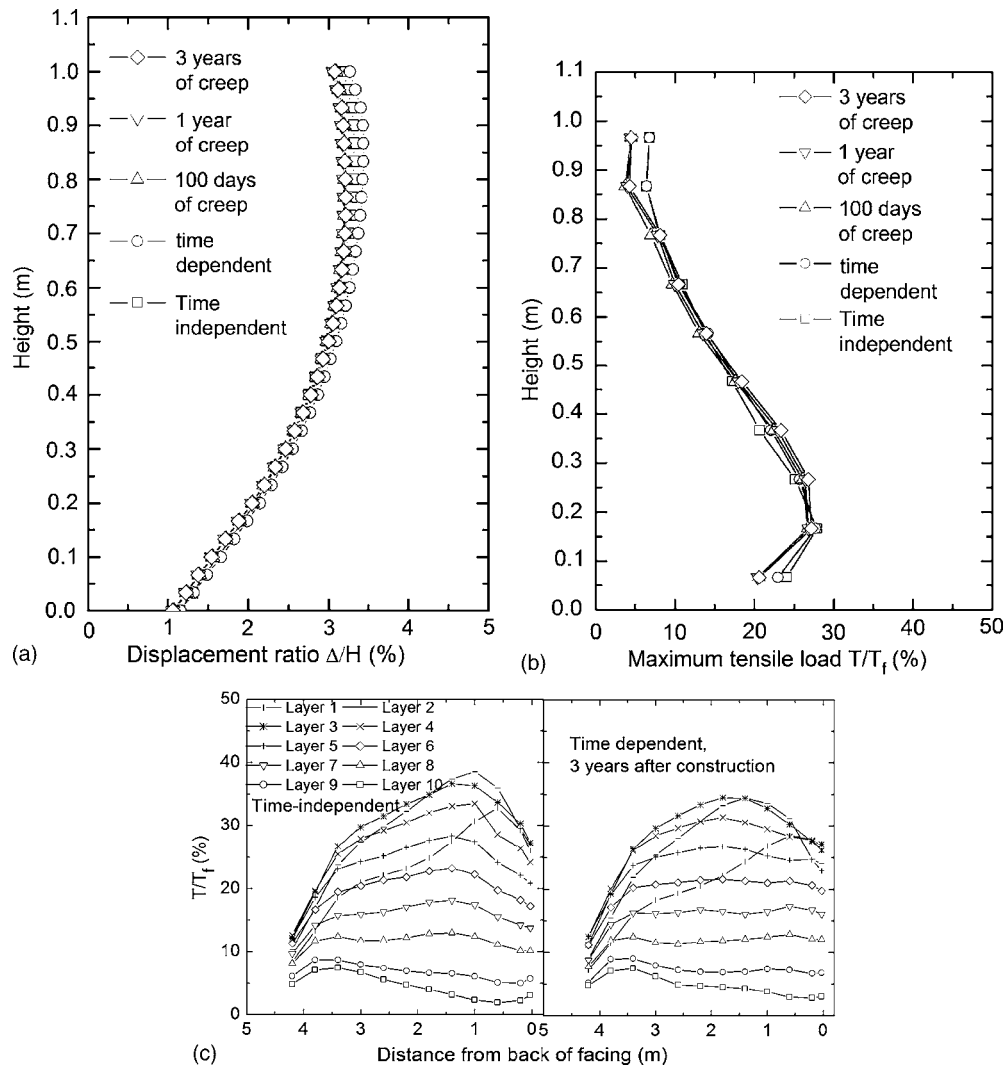 1.1
1.0
0.9
0.8
0.7
0.6
0.5
0.4
0.3
0.2
0.1
0.0
Height (m)
3 years
of creep
1 year
of creep
100 days
of creep
time
dependent
Time
independent
0 1 2 3 4 5
(a)
Displacement ratio Δ/H (%)
1.1
1.0
0.9
0.8
0.7
0.6
0.5
0.4
0.3
0.2
0.1
0.0
Height (m)
3 years
of creep
1 year
of creep
100 days
of creep
time
dependent
Time
independent
0 10 20 30 40 50
(b)
Maximum tensile load T/Tf (%)
50
40
30
20
10
0
T/Tf (%)
Layer 1 Layer 2
Layer 3 Layer 4
Layer 5 Layer 6
Layer 7 Layer 8
Layer 9 Layer 10
Time-independent
Time dependent,
3 years after construction
5 4 3 2 1 0 5 4 3 2 1 0
(c)
Distance from back of facing (m)